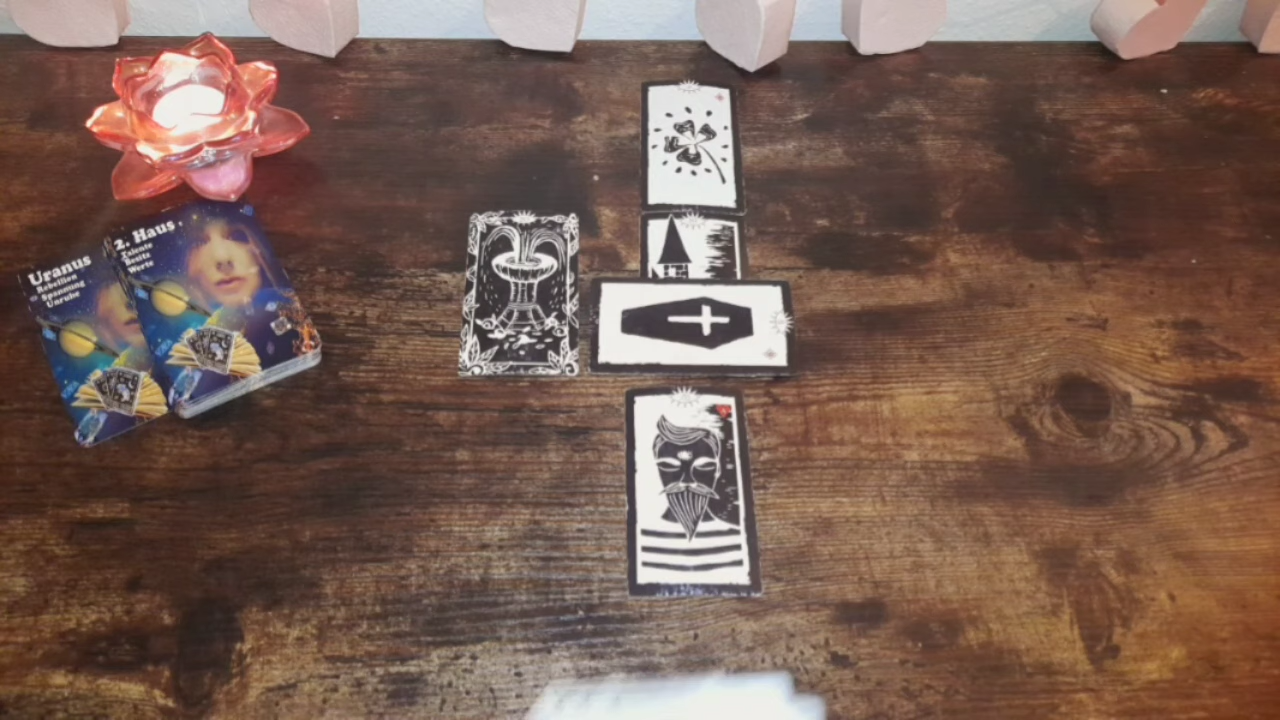 Uranus
Rebellion
Spannung
Unruhe
2. Haus
Talente
Besitz
Werte